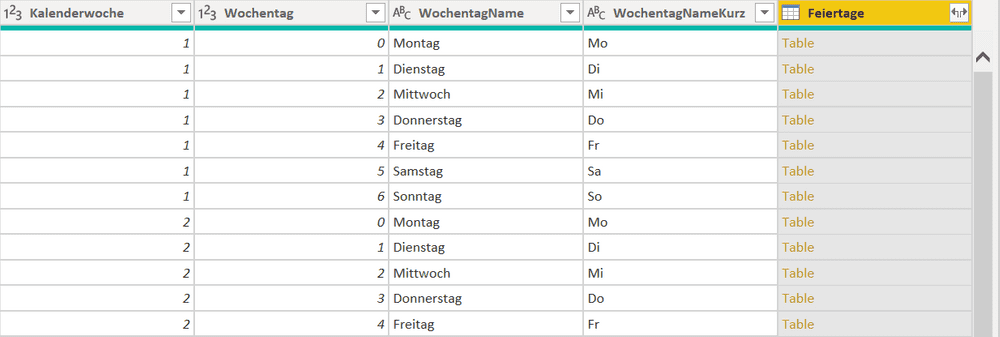 123 Kalenderwoche 123 Wochentag ABC WochentagName ABC WochentagNameKurz Feiertage
1 0 Montag Mo Table
1 1 Dienstag Di Table
1 2 Mittwoch Mi Table
1 3 Donnerstag Do Table
1 4 Freitag Fr Table
1 5 Samstag Sa Table
1 6 Sonntag So Table
2 0 Montag Mo Table
2 1 Dienstag Di Table
2 2 Mittwoch Mi Table
2 3 Donnerstag Do Table
2 4 Freitag Fr Table